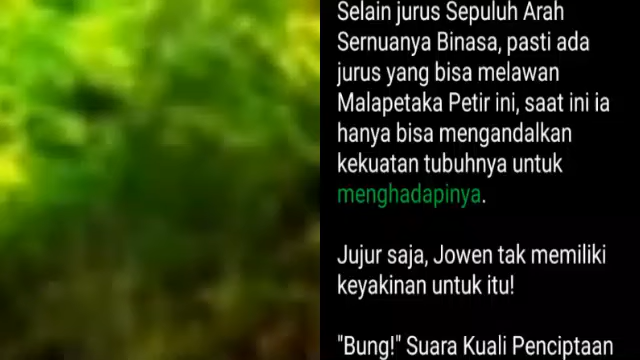 Selain jurus Sepuluh Arah
Sernuanya Binasa, pasti ada
jurus yang bisa melawan
Malapetaka Petir ini, saat ini ia
hanya bisa mengandalkan
kekuatan tubuhnya untuk
menghadapinya.
Jujur saja, Jowen tak memiliki
keyakinan untuk itu!
"Bung!" Suara Kuali Penciptaan